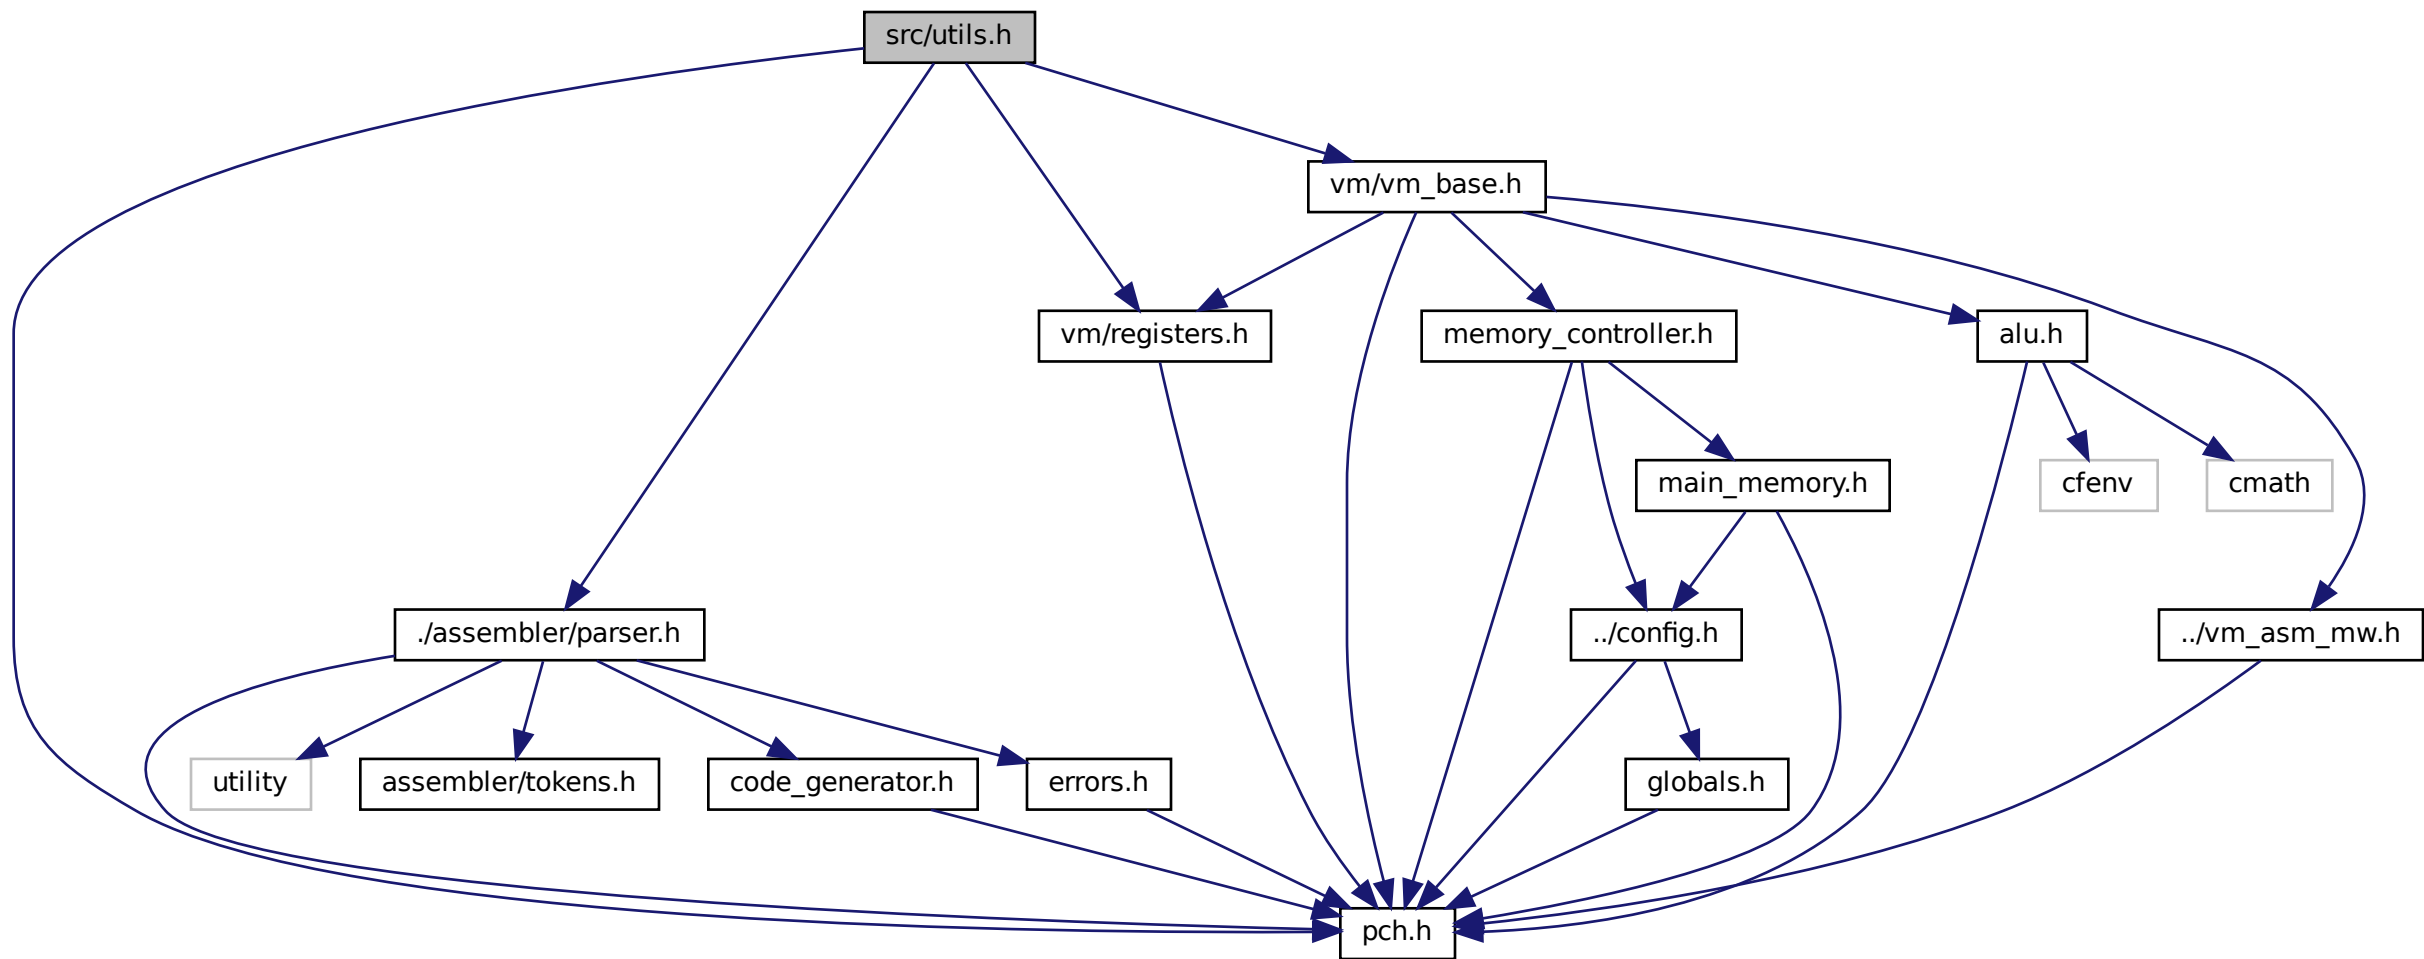 src/utils.h
vm/vm_base.h
vm/registers.h
memory_controller.h
alu.h
main_memory.h
cfenv
cmath
./assembler/parser.h
../config.h
../vm_asm_mw.h
utility
assembler/tokens.h
code_generator.h
errors.h
globals.h
pch.h